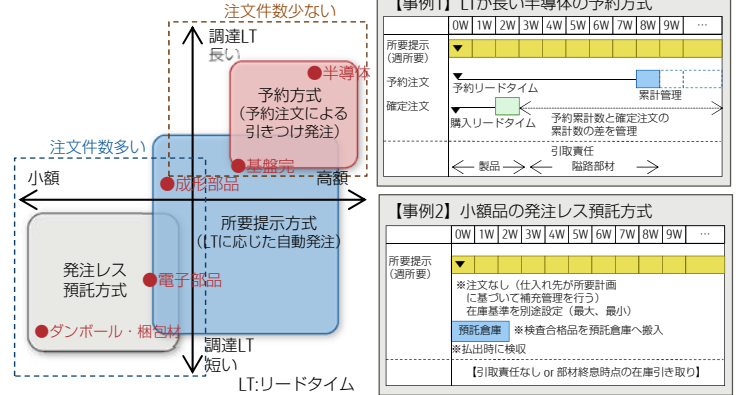 注文件数少ない
調達LT
長い
半導体
予約方式
(予約注文による
引きつけ発注)
注文件数多い
基盤完
小額
成形部品
高額
所要提示方式
(LTに応じた自動発注)
発注レス
預託方式
電子部品
ダンボール・梱包材
調達LT
短い
LT:リードタイム
【事例1】LTが長い半導体の予約方式
0W 1W 2W 3W 4W 5W 6W 7W 8W 9W …
所要提示
(週所要)
予約注文
予約リードタイム
累計管理
確定注文
購入リードタイム
予約累計数と確定注文の
累計数の差を管理
引取責任
製品
隘路部材
【事例2】小額品の発注レス預託方式
0W 1W 2W 3W 4W 5W 6W 7W 8W 9W …
所要提示
(週所要)
※注文なし(仕入れ先が所要計画
に基づいて補充管理を行う)
在庫基準を別途設定(最大、最小)
預託倉庫 ※検査合格品を預託倉庫へ搬入
※払出時に検収
【引取責任なし or 部材終息時点の在庫引き取り】